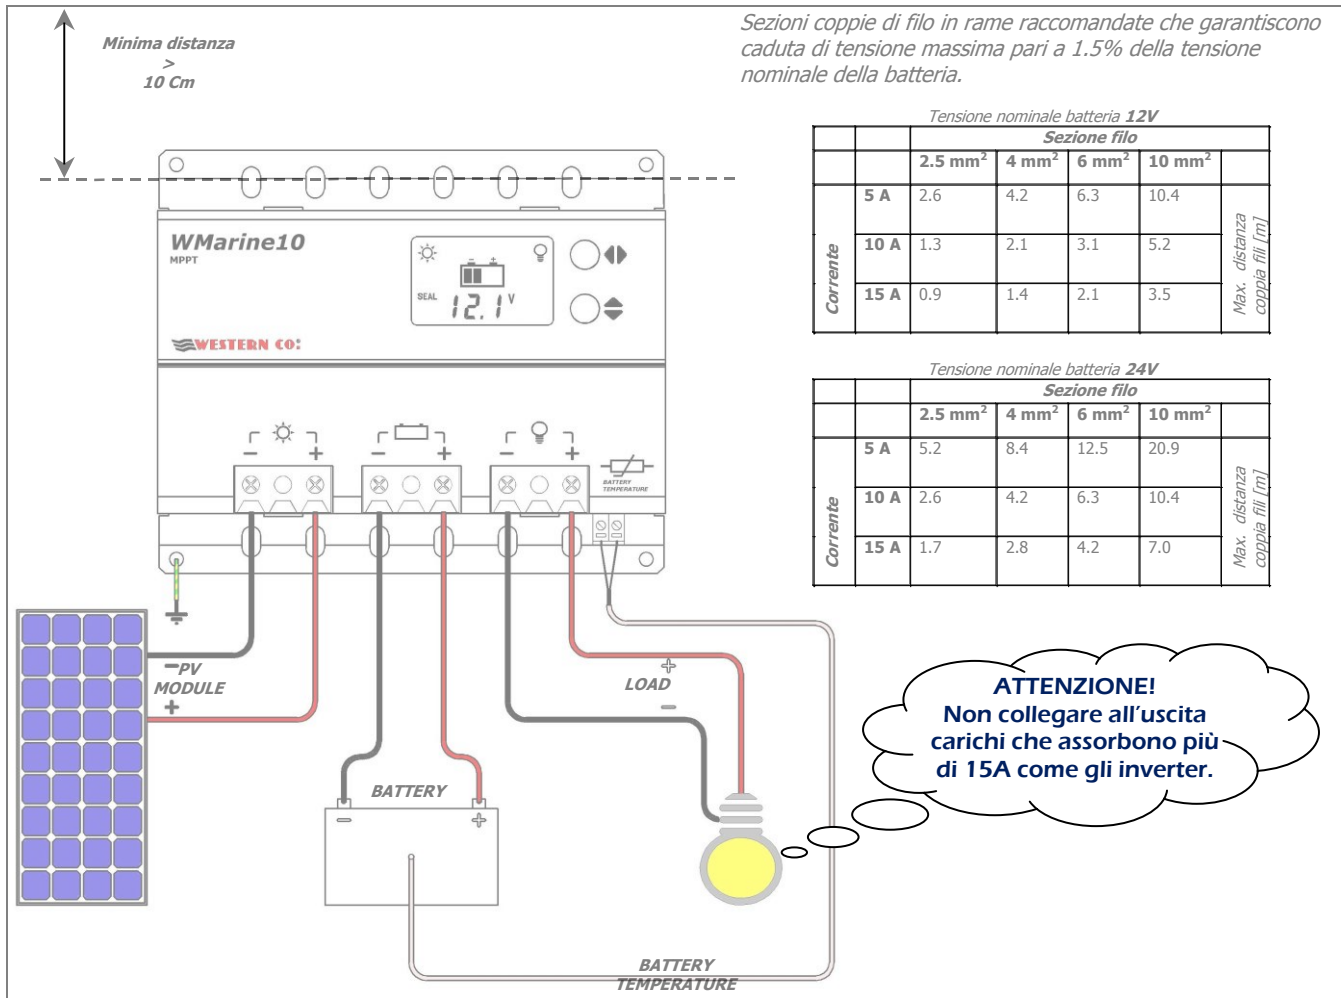 Minima distanza
>
10 Cm
Sezioni coppie di filo in rame raccomandate che garantiscono
caduta di tensione massima pari a 1.5% della tensione
nominale della batteria.
Tensione nominale batteria 12V
Sezione filo
2.5 mm² 4 mm² 6 mm² 10 mm²
5 A 2.6 4.2 6.3 10.4
10 A 1.3 2.1 3.1 5.2
15 A 0.9 1.4 2.1 3.5
Corrente
Max. distanza
coppia fili [m]
Tensione nominale batteria 24V
Sezione filo
2.5 mm² 4 mm² 6 mm² 10 mm²
5 A 5.2 8.4 12.5 20.9
10 A 2.6 4.2 6.3 10.4
15 A 1.7 2.8 4.2 7.0
Corrente
Max. distanza
coppia fili [m]
WMarine10
MPPT
- +
SEAL 12.1 V
WESTERN CO:
- + - + - +
BATTERY
TEMPERATURE
- PV
MODULE
+
+
LOAD
-
BATTERY
- +
BATTERY
TEMPERATURE
ATTENZIONE!
Non collegare all'uscita
carichi che assorbono più
di 15A come gli inverter.